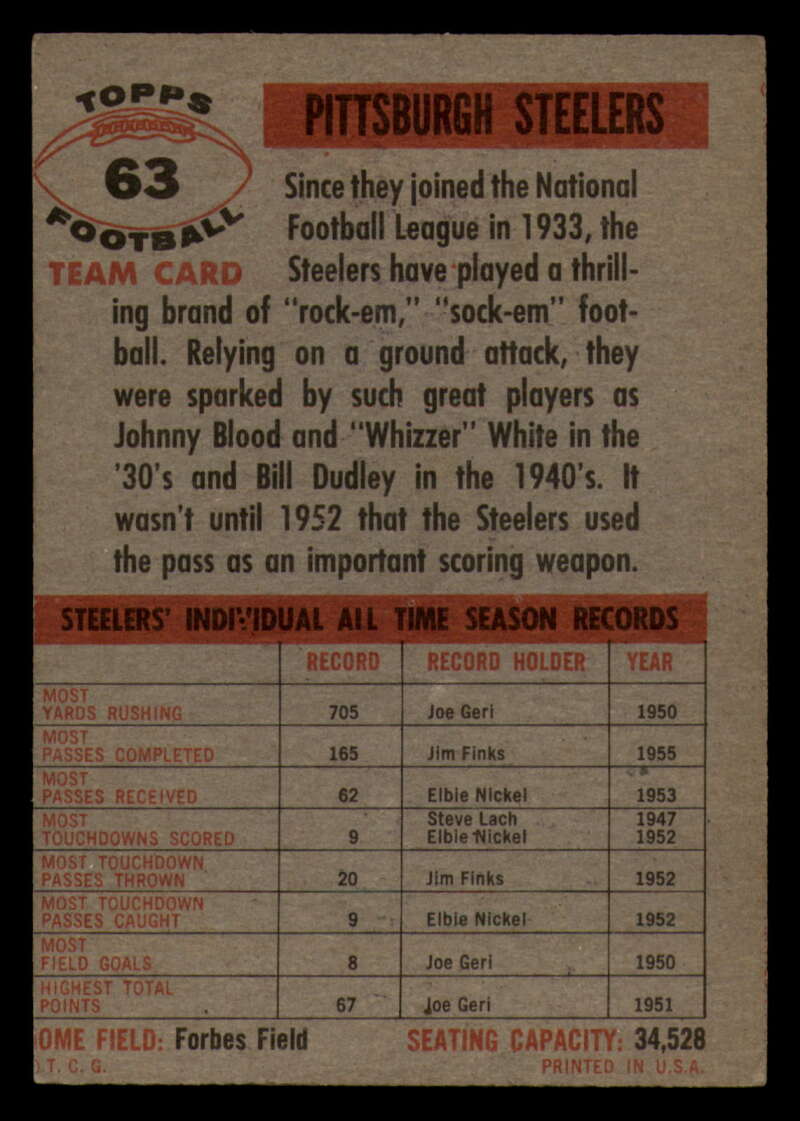 TOPPS
63
FOOTBALL
TEAM CARD
PITTSBURGH STEELERS
Since they joined the National
Football League in 1933, the
Steelers have played a thrill-
ing brand of "rock-em," "sock-em" foot-
ball. Relying on a ground attack, they
were sparked by such great players as
Johnny Blood and "Whizzer" White in the
'30's and Bill Dudley in the 1940's. It
wasn't until 1952 that the Steelers used
the pass as an important scoring weapon.
STEELERS' INDIVIDUAL ALL TIME SEASON RECORDS
RECORD RECORD HOLDER YEAR
MOST
YARDS RUSHING 705 Joe Geri 1950
MOST
PASSES COMPLETED 165 Jim Finks 1955
MOST
PASSES RECEIVED 62 Elbie Nickel 1953
MOST Steve Lach 1947
TOUCHDOWNS SCORED 9 Elbie Nickel 1952
MOST TOUCHDOWN
PASSES THROWN 20 Jim Finks 1952
MOST TOUCHDOWN
PASSES CAUGHT 9 Elbie Nickel 1952
MOST
FIELD GOALS 8 Joe Geri 1950
HIGHEST TOTAL
POINTS 67 Joe Geri 1951
OME FIELD: Forbes Field SEATING CAPACITY: 34,528
T. C. G. PRINTED IN U.S.A.